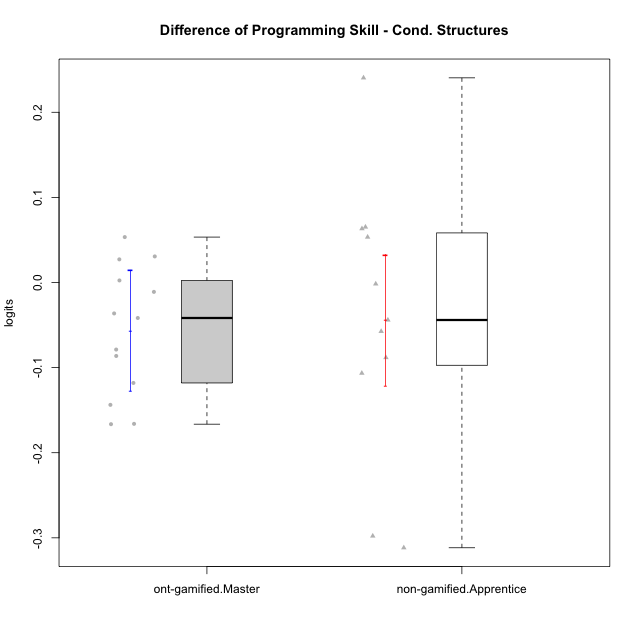 Difference of Programming Skill - Cond. Structures
logits
0.2
0.1
0.0
-0.1
-0.2
-0.3
ont-gamified.Master
non-gamified.Apprentice